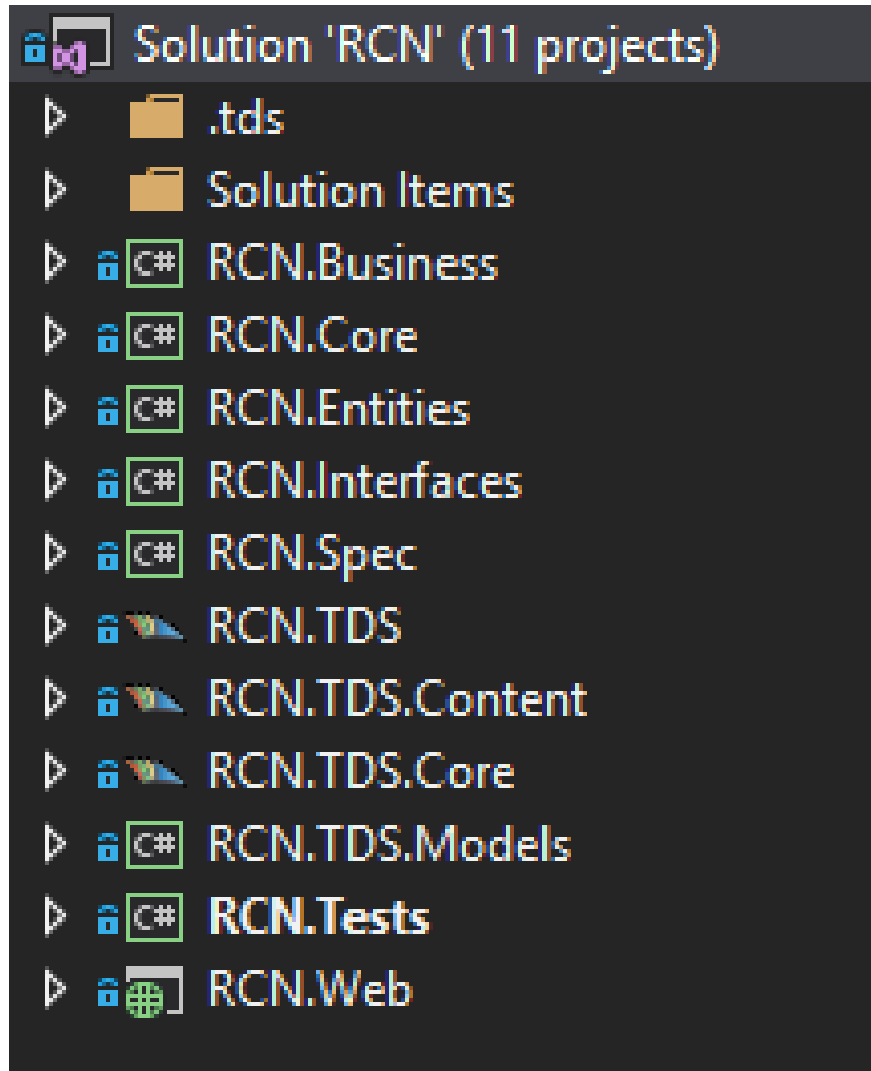 Solution 'RCN' (11 projects)
.tds
Solution Items
C# RCN.Business
C# RCN.Core
C# RCN.Entities
C# RCN.Interfaces
C# RCN.Spec
RCN.TDS
RCN.TDS.Content
RCN.TDS.Core
C# RCN.TDS.Models
C# RCN.Tests
RCN.Web